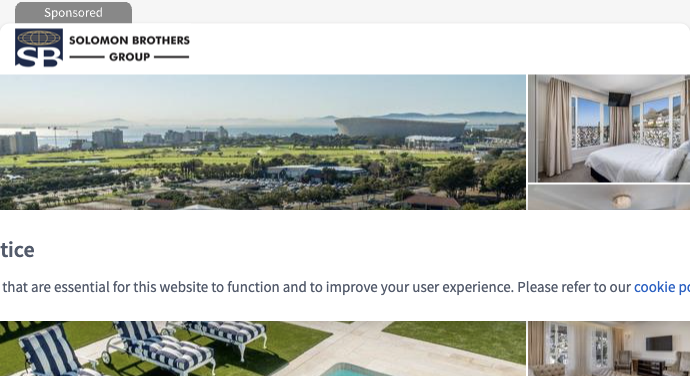 Sponsored
SB
SOLOMON BROTHERS
GROUP
tice
that are essential for this website to function and to improve your user experience. Please refer to our cookie po